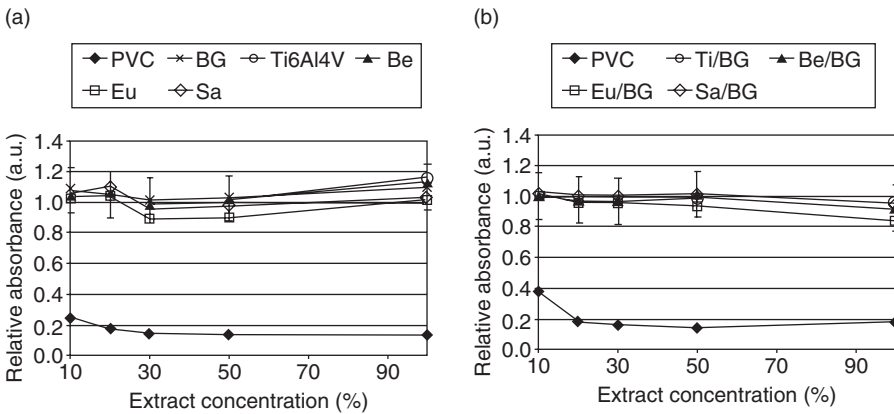 (a)
PVC BG Ti6Al4V Be
Eu Sa
Relative absorbance (a.u.)
1.4
1.2
1.0
0.8
0.6
0.4
0.2
0.0
10 30 50 70 90
Extract concentration (%)
(b)
PVC Ti/BG Be/BG
Eu/BG Sa/BG
Relative absorbance (a.u.)
1.4
1.2
1.0
0.8
0.6
0.4
0.2
0.0
10 30 50 70 90
Extract concentration (%)